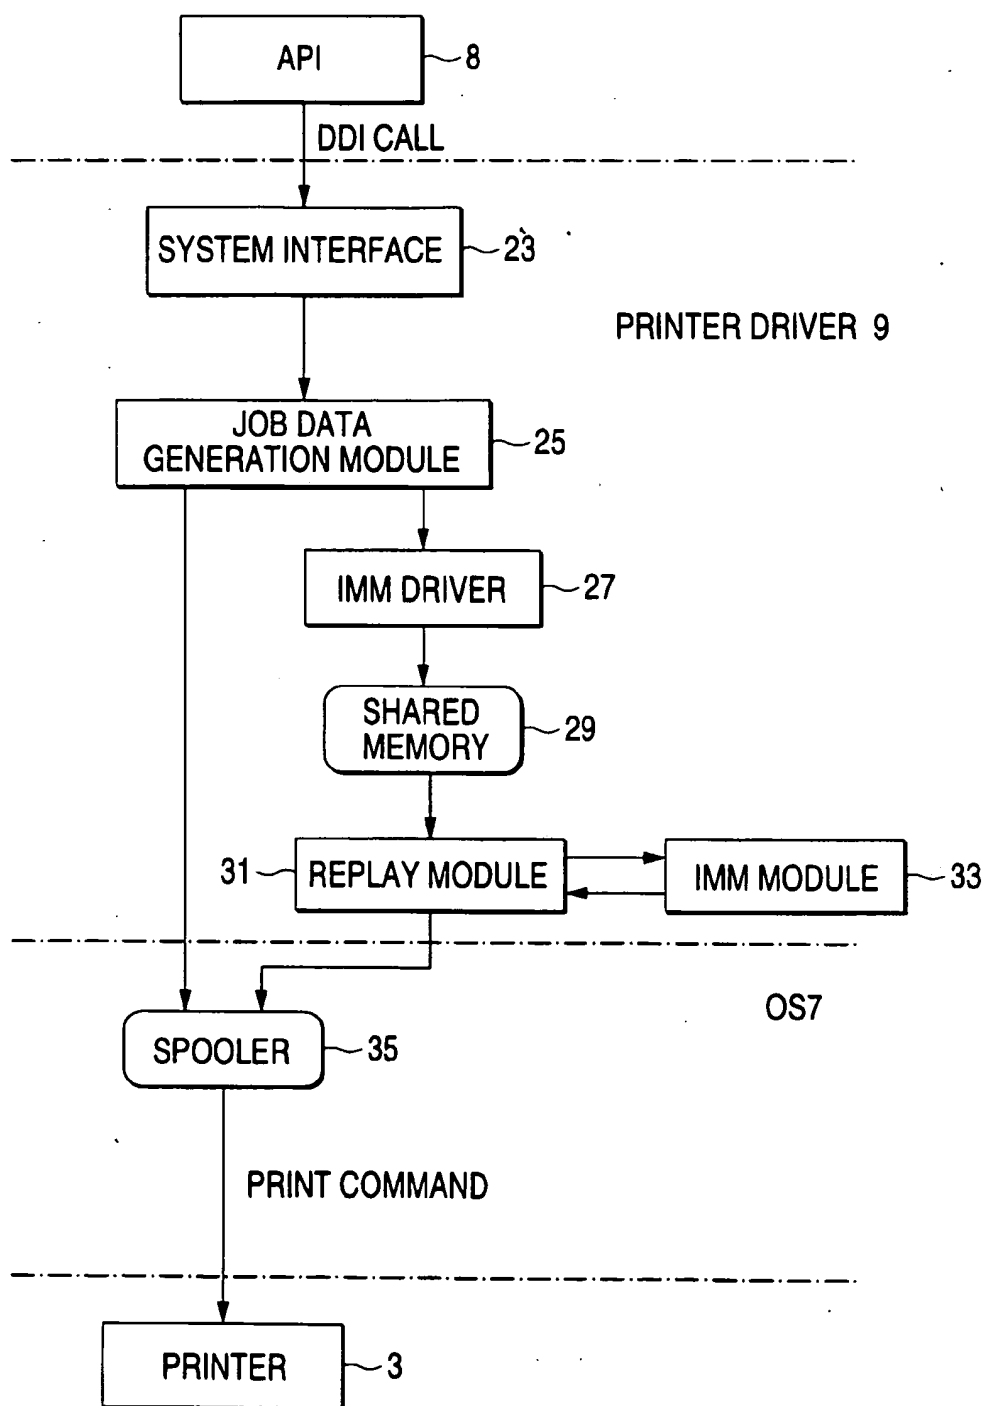 API
8
DDI CALL
SYSTEM INTERFACE
23
PRINTER DRIVER 9
JOB DATA
GENERATION MODULE
25
IMM DRIVER
27
SHARED
MEMORY
29
31
REPLAY MODULE
IMM MODULE
33
OS7
SPOOLER
35
PRINT COMMAND
PRINTER
3